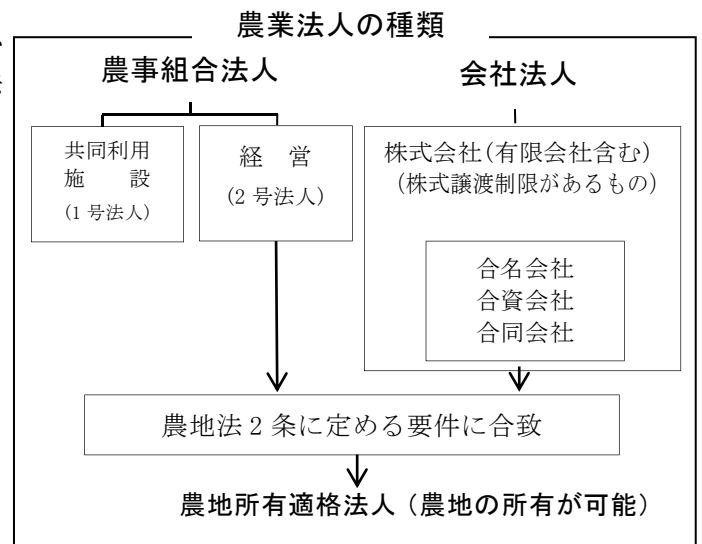 農業法人の種類
農事組合法人
会社法人
共同利用
施　設
(1 号法人)
経　営
(2 号法人)
株式会社(有限会社含む)
(株式譲渡制限があるもの)
合名会社
合資会社
合同会社
農地法 2 条に定める要件に合致
農地所有適格法人（農地の所有が可能）